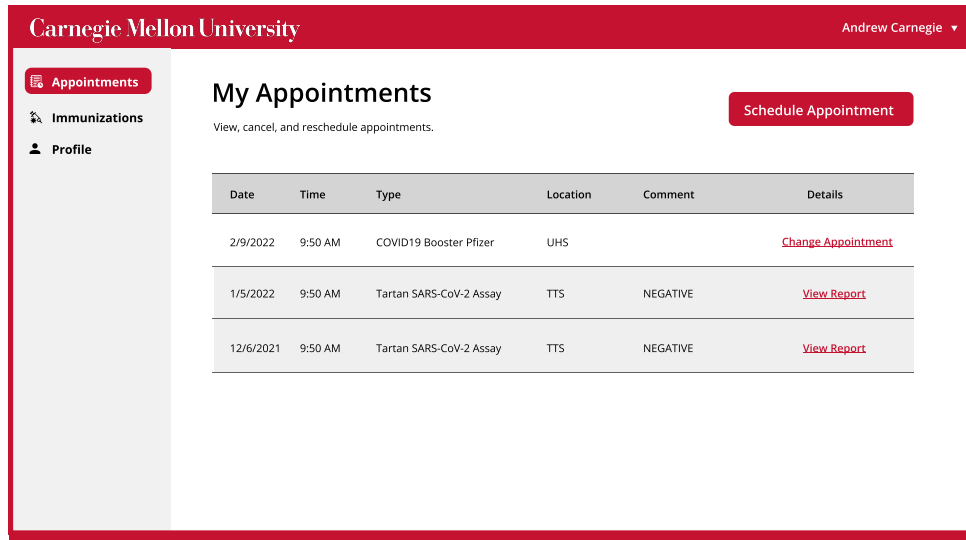 Carnegie Mellon University
Andrew Carnegie ▼
Appointments
Immunizations
Profile
My Appointments
View, cancel, and reschedule appointments.
Schedule Appointment
Date Time Type Location Comment Details
2/9/2022 9:50 AM COVID19 Booster Pfizer UHS Change Appointment
1/5/2022 9:50 AM Tartan SARS-CoV-2 Assay TTS NEGATIVE View Report
12/6/2021 9:50 AM Tartan SARS-CoV-2 Assay TTS NEGATIVE View Report